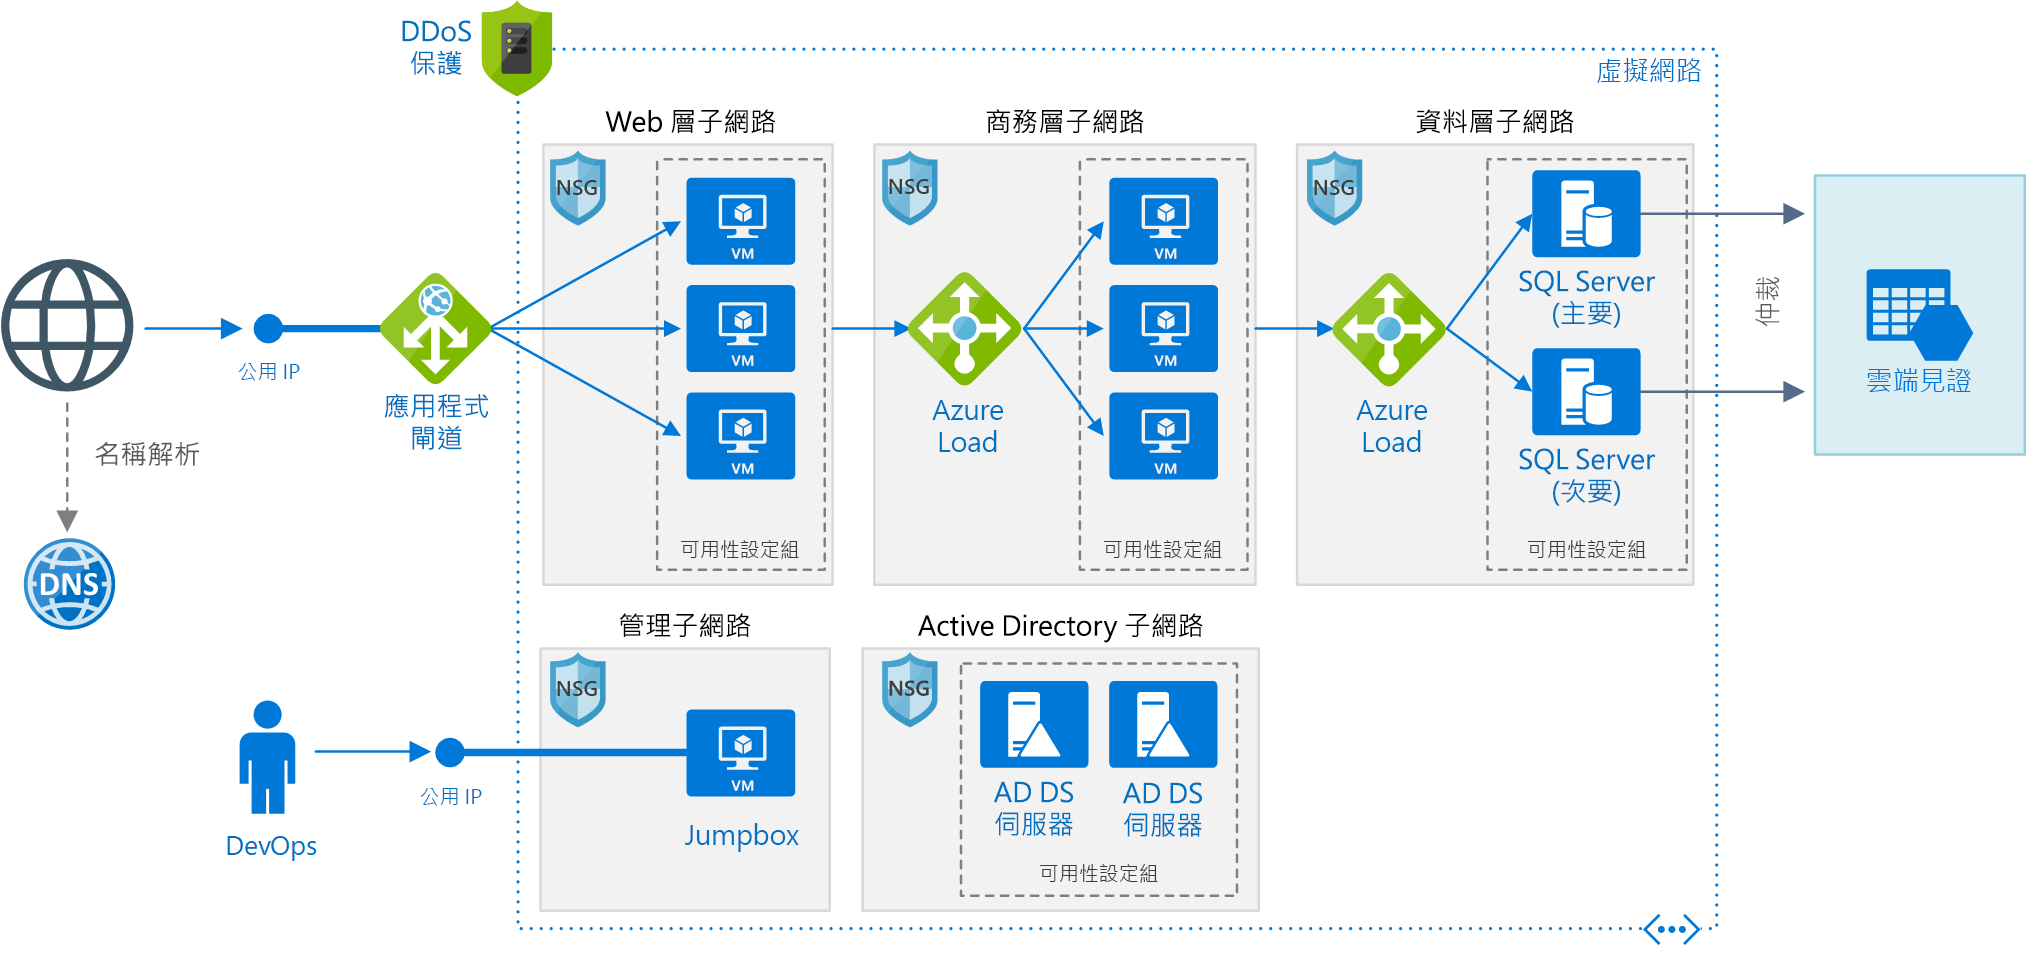 DDoS
保護
虛擬網路
Web 層子網路
商務層子網路
資料層子網路
NSG
NSG
NSG
VM
VM
VM
VM
VM
VM
SQL Server
(主要)
SQL Server
(次要)
仲裁
雲端見證
公用 IP
應用程式
閘道
Azure
Load
Azure
Load
名稱解析
DNS
可用性設定組
可用性設定組
可用性設定組
管理子網路
Active Directory 子網路
NSG
NSG
VM
Jumpbox
公用 IP
DevOps
AD DS
伺服器
AD DS
伺服器
可用性設定組